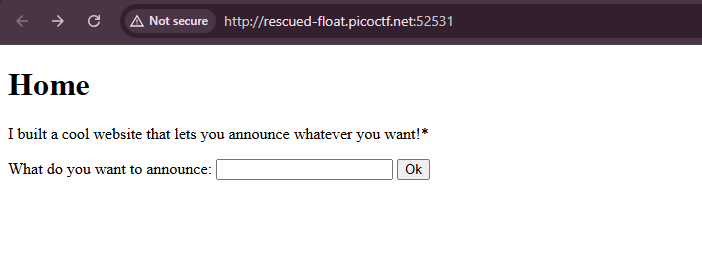 Not secure http://rescued-float.picoctf.net:52531
Home
I built a cool website that lets you announce whatever you want!*
What do you want to announce: Ok